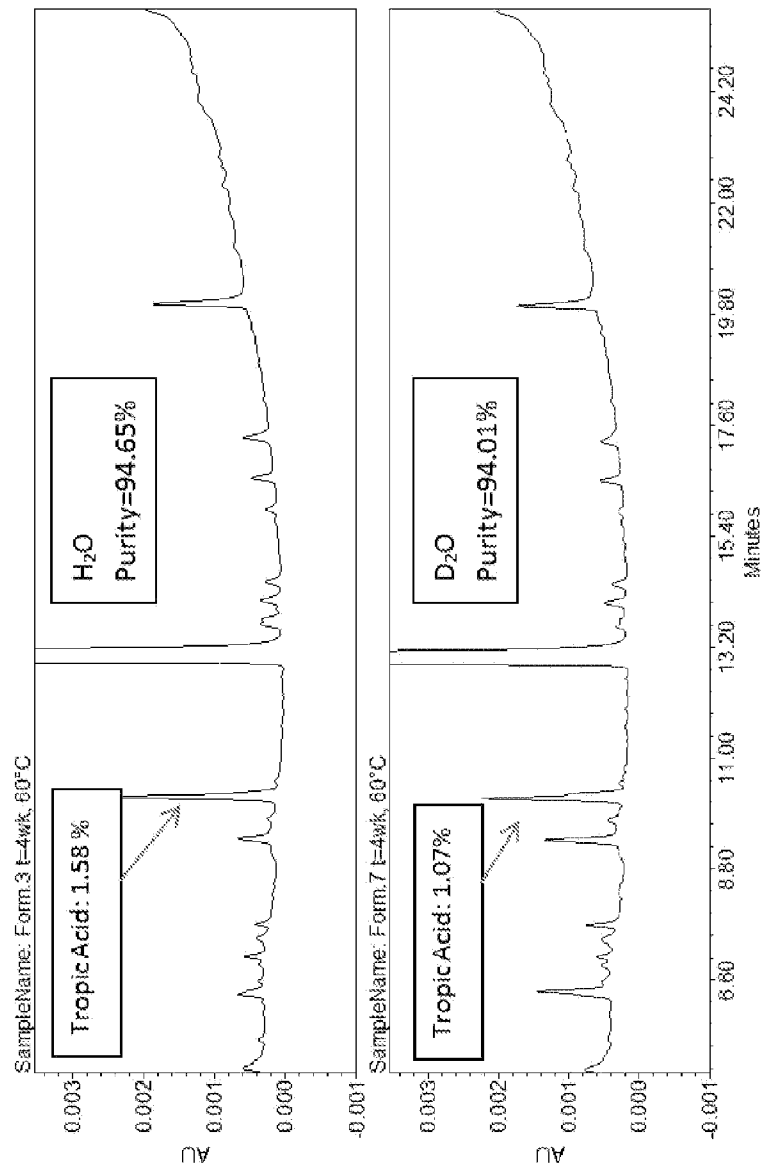 SampleName: Form.3 t=4wk, 60°C
Tropic Acid: 1.58 %
H₂O
Purity=94.65%
AU
0.003
0.002
0.001
0.000
-0.001
SampleName: Form.7 t=4wk, 60°C
Tropic Acid: 1.07%
D₂O
Purity=94.01%
AU
0.003
0.002
0.001
0.000
-0.001
6.60
8.80
11.00
13.20
15.40
17.60
19.80
22.00
24.20
Minutes